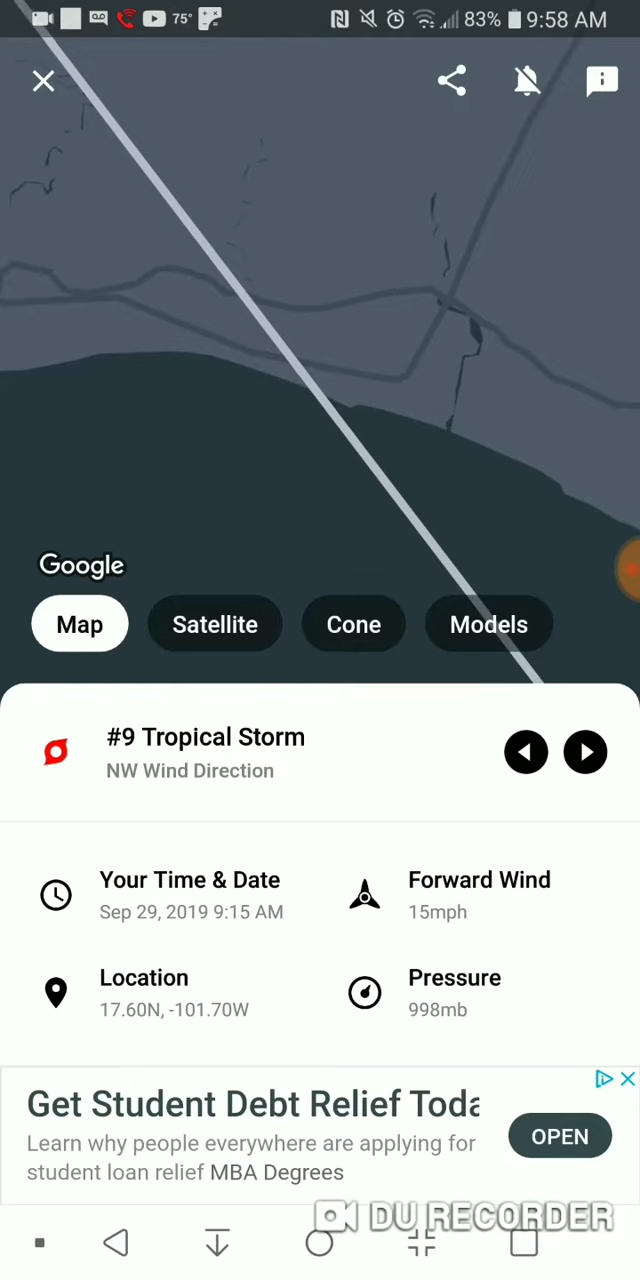 75° 83% 9:58 AM
Google
Map Satellite Cone Models
#9 Tropical Storm
NW Wind Direction
Your Time & Date Forward Wind
Sep 29, 2019 9:15 AM 15mph
Location Pressure
17.60N, -101.70W 998mb
Get Student Debt Relief Toda
Learn why people everywhere are applying for
student loan relief MBA Degrees
OPEN
DU RECORDER